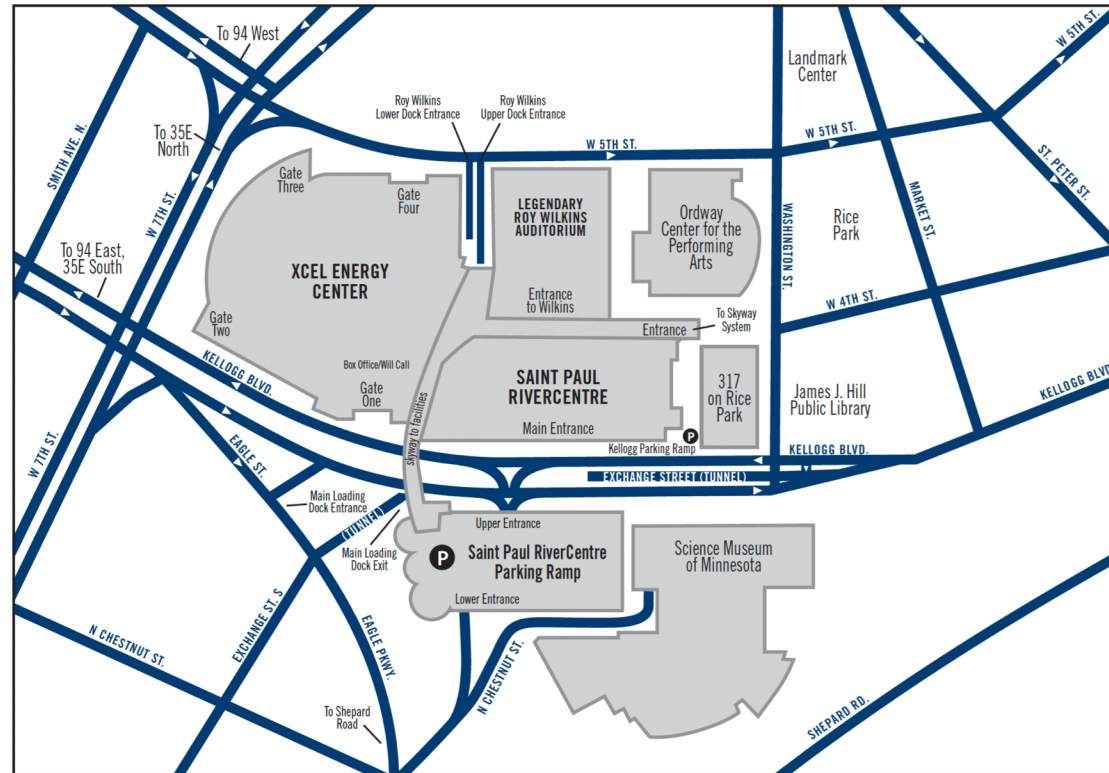 To 94 West
W 5TH ST.
Landmark
Center
Roy Wilkins
Lower Dock Entrance
Roy Wilkins
Upper Dock Entrance
SMITH AVE. N.
To 35E
North
W 5TH ST.
W 5TH ST.
ST. PETER ST.
W 7TH ST.
Gate
Three
Gate
Four
LEGENDARY
ROY WILKINS
AUDITORIUM
Ordway
Center for the
Performing
Arts
WASHINGTON ST.
Rice
Park
MARKET ST.
To 94 East,
35E South
XCEL ENERGY
CENTER
Entrance
to Wilkins
W 4TH ST.
Gate
Two
Entrance
To Skyway
System
KELLOGG BLVD.
Box Office/Will Call
Gate
One
skyway to facilities
SAINT PAUL
RIVERCENTRE
Main Entrance
317
on Rice
Park
James J. Hill
Public Library
KELLOGG BLVD.
P
Kellogg Parking Ramp
KELLOGG BLVD.
W 7TH ST.
EAGLE ST.
EXCHANGE STREET (TUNNEL)
Main Loading
Dock Entrance
(TUNNEL)
Main Loading
Dock Exit
Upper Entrance
P
Saint Paul RiverCentre
Parking Ramp
Lower Entrance
Science Museum
of Minnesota
N CHESTNUT ST.
EXCHANGE ST. S
EAGLE PKWY.
N CHESTNUT ST.
To Shepard
Road
SHEPARD RD.